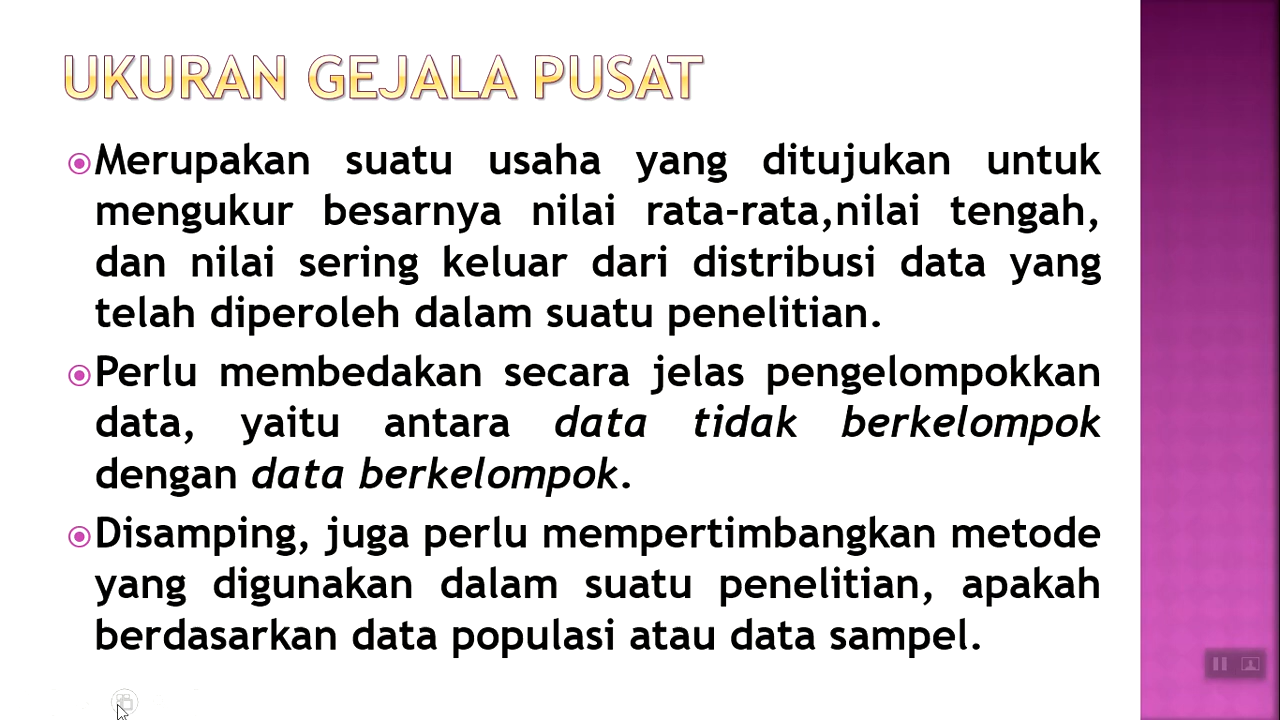 UKURAN GEJALA PUSAT
Merupakan suatu usaha yang ditujukan untuk
mengukur besarnya nilai rata-rata,nilai tengah,
dan nilai sering keluar dari distribusi data yang
telah diperoleh dalam suatu penelitian.
Perlu membedakan secara jelas pengelompokkan
data, yaitu antara data tidak berkelompok
dengan data berkelompok.
Disamping, juga perlu mempertimbangkan metode
yang digunakan dalam suatu penelitian, apakah
berdasarkan data populasi atau data sampel.